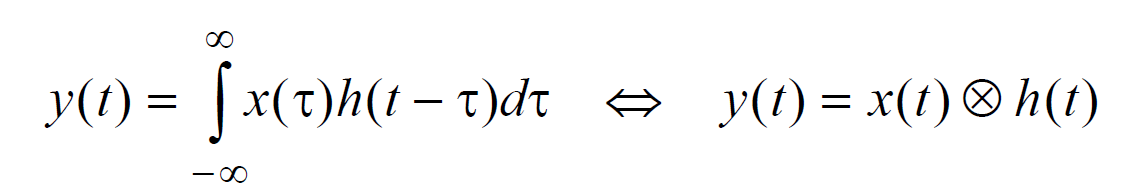 y(t) = ∫_{-∞}^{∞} x(τ)h(t − τ)dτ ⇔ y(t) = x(t) ⊗ h(t)